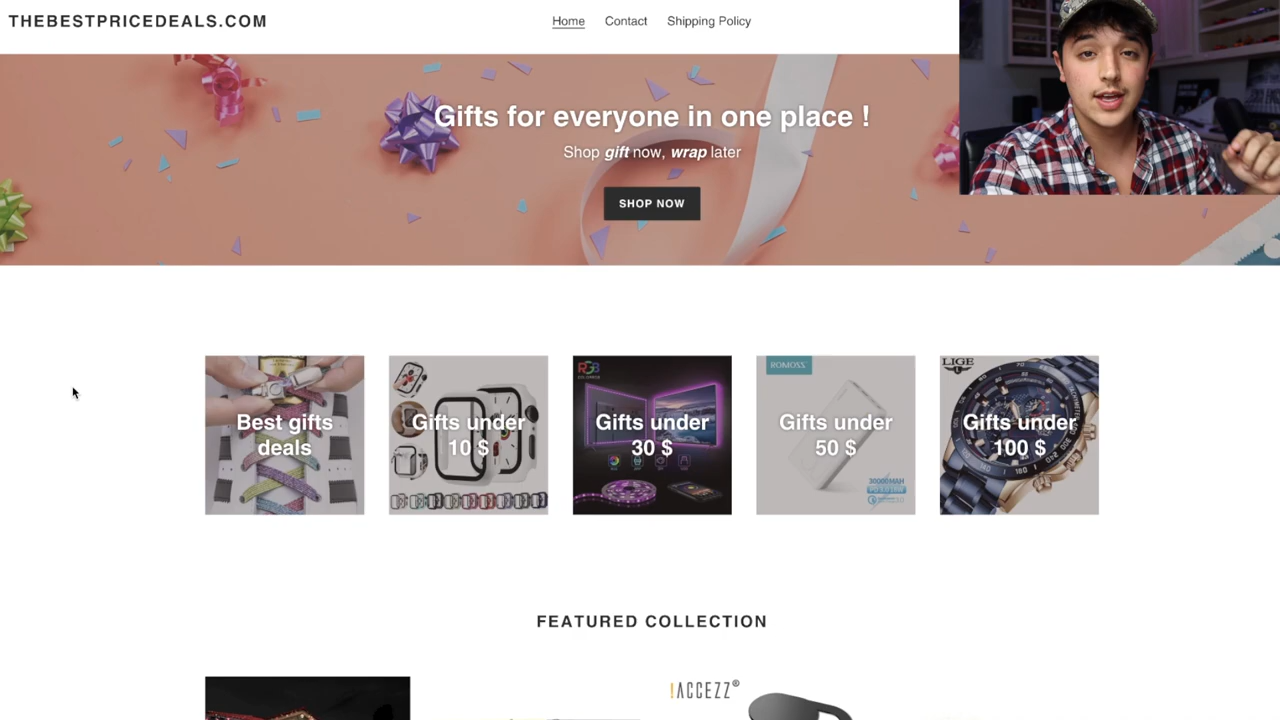 THEBESTPRICEDEALS.COM
Home Contact Shipping Policy
Gifts for everyone in one place !
Shop gift now, wrap later
SHOP NOW
Best gifts
deals
Gifts under
10 $
RGB
Gifts under
30 $
ROMOSS
Gifts under
50 $
30000MAH
LIGE
Gifts under
100 $
FEATURED COLLECTION
!ACCEZZ®